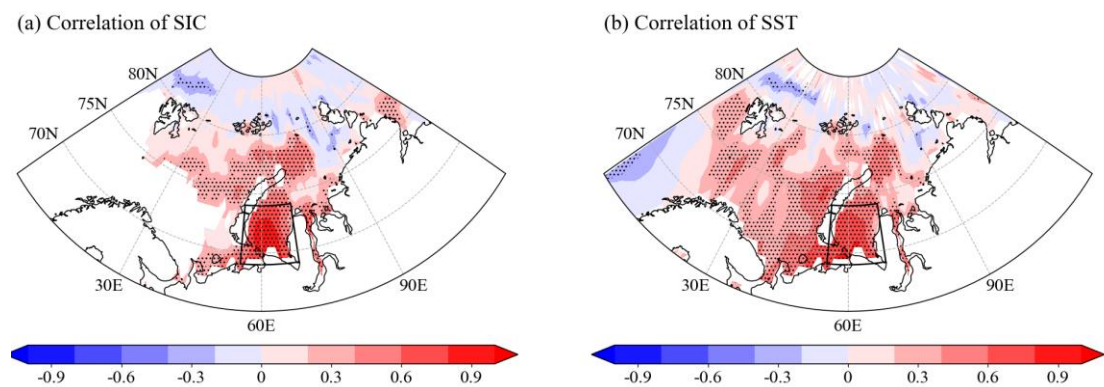 (a) Correlation of SIC
80N
75N
70N
30E
60E
90E
-0.9 -0.6 -0.3 0 0.3 0.6 0.9
(b) Correlation of SST
80N
75N
70N
30E
60E
90E
-0.9 -0.6 -0.3 0 0.3 0.6 0.9